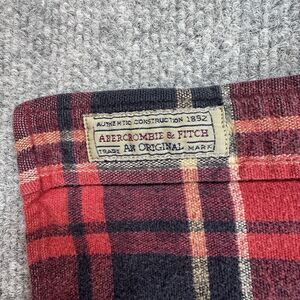 AUTHENTIC CONSTRUCTION 1892
ABERCROMBIE & FITCH
TRADE AN ORIGINAL MARK